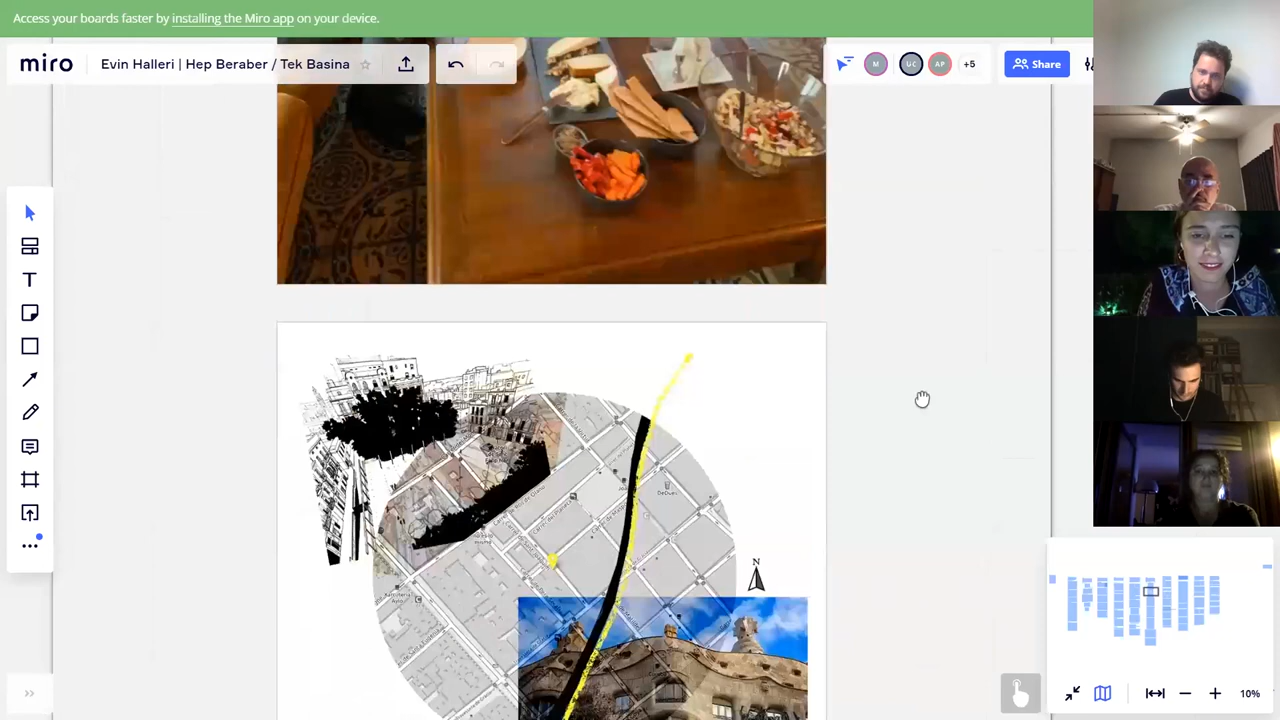 Access your boards faster by installing the Miro app on your device.
miro
Evin Halleri | Hep Beraber / Tek Basina
M
UC
AP
+5
Share
T
DeDueu
N
10%